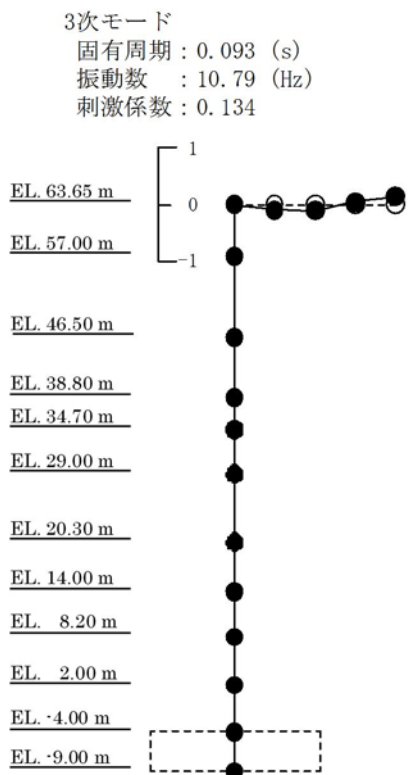 3次モード
固有周期：0.093 (s)
振動数 ：10.79 (Hz)
刺激係数：0.134
1
EL. 63.65 m
0
EL. 57.00 m
-1
EL. 46.50 m
EL. 38.80 m
EL. 34.70 m
EL. 29.00 m
EL. 20.30 m
EL. 14.00 m
EL. 8.20 m
EL. 2.00 m
EL. -4.00 m
EL. -9.00 m